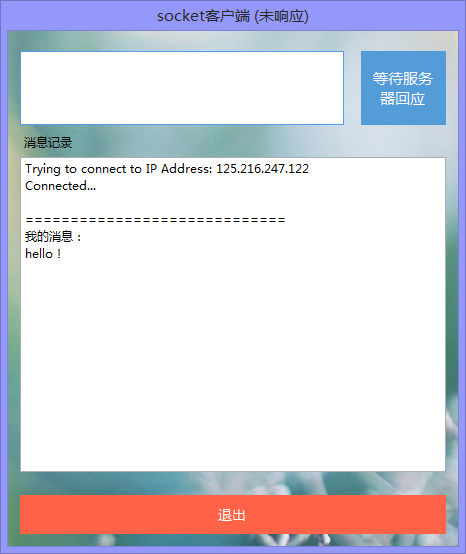 socket客户端 (未响应)
等待服务
器回应
消息记录
Trying to connect to IP Address: 125.216.247.122
Connected...
=============================
我的消息：
hello！
退出